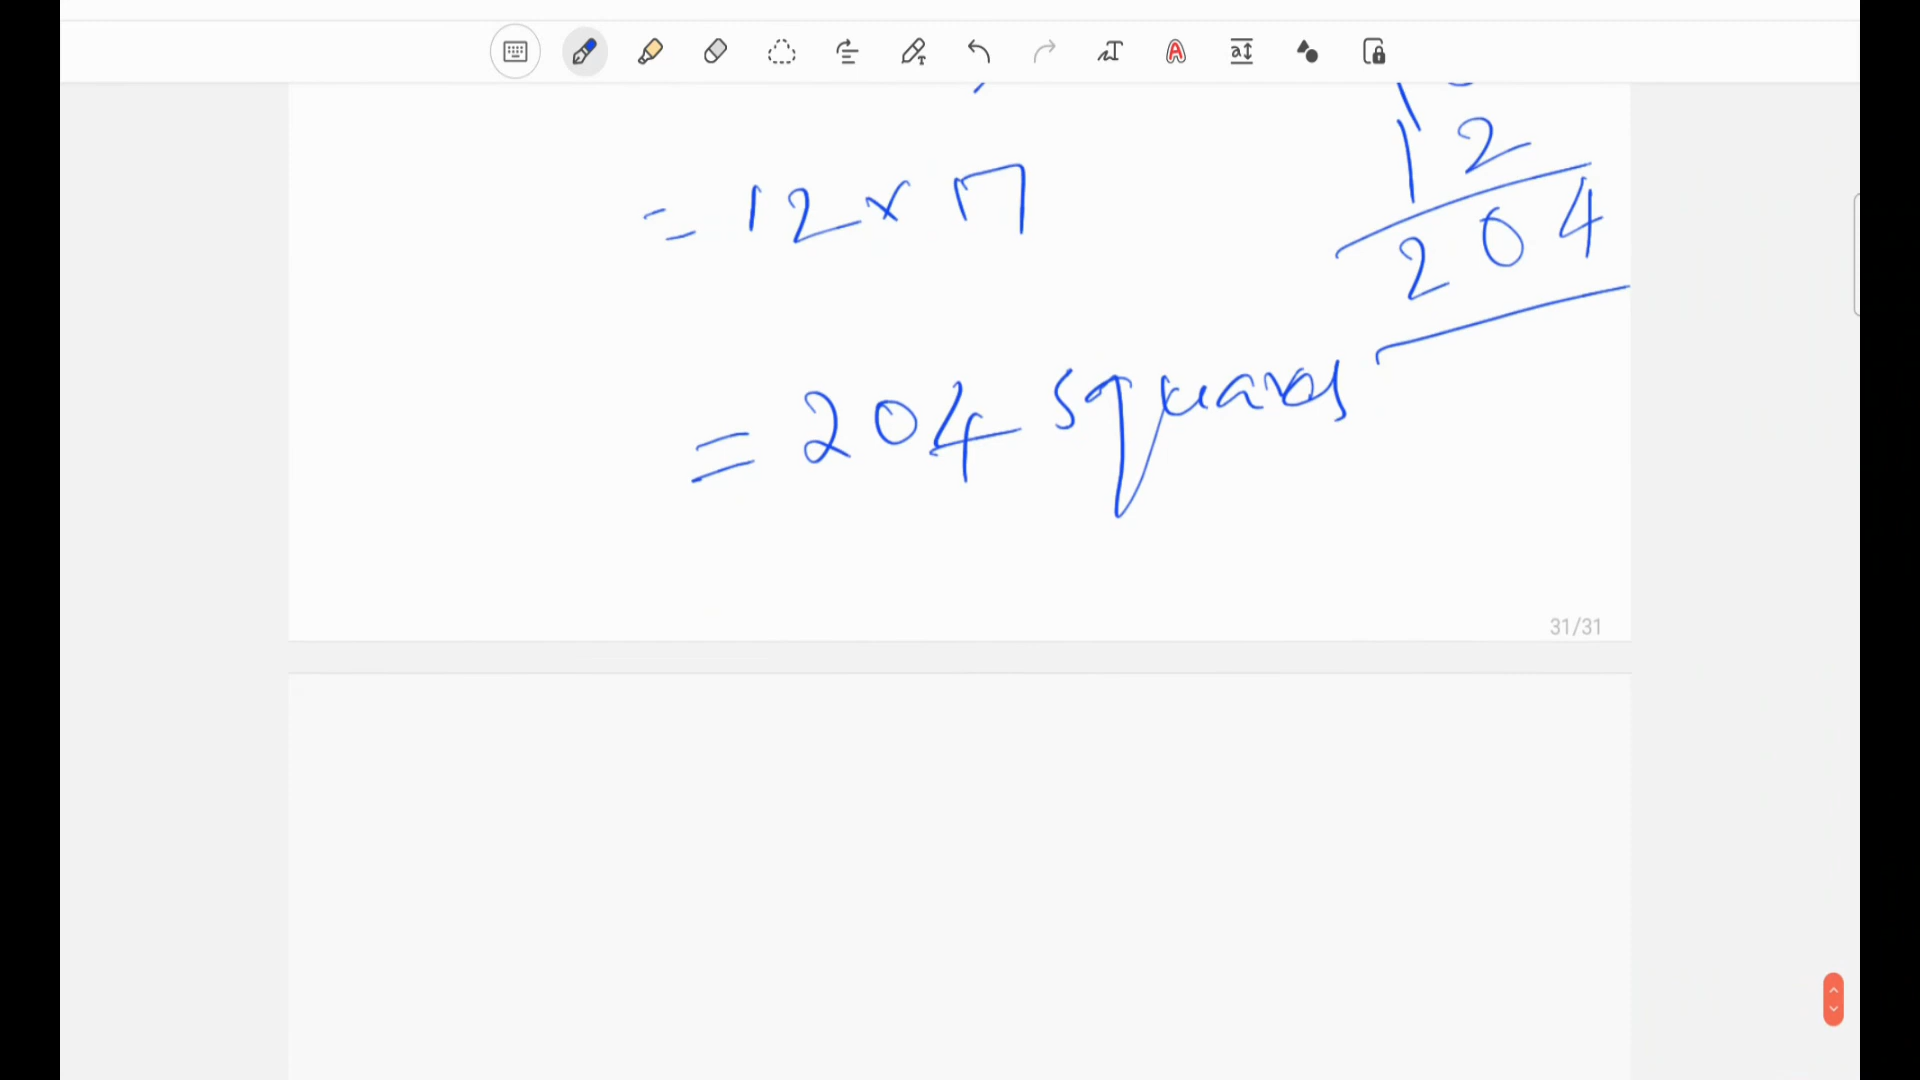 = 12 x 17
12
204
= 204 squares
31/31